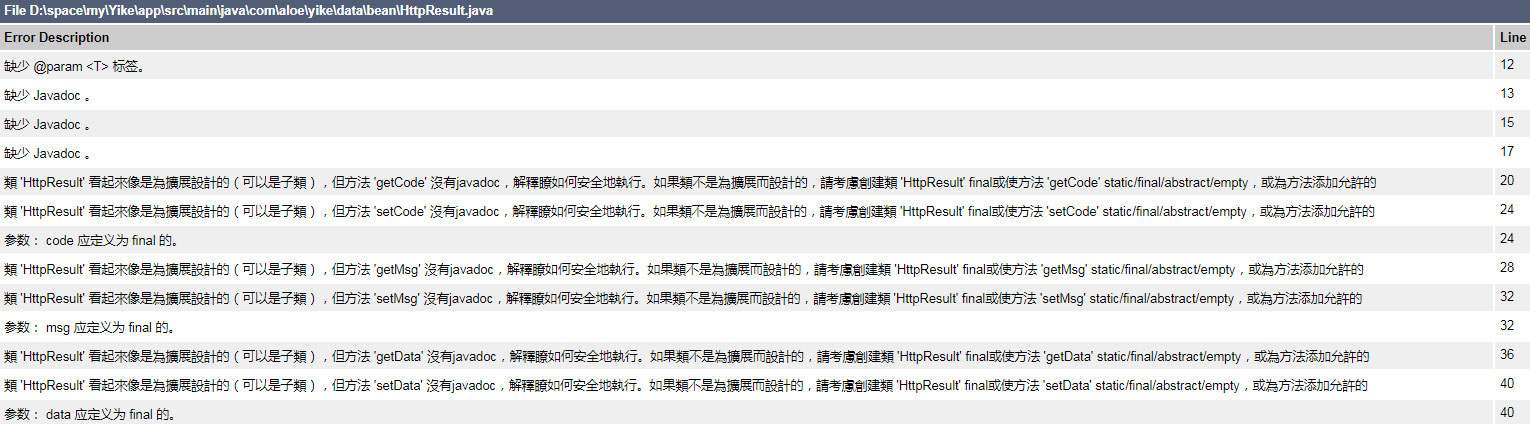 File D:\space\my\Yike\app\src\main\java\com\aloe\yike\data\bean\HttpResult.java
Error Description Line
缺少 @param <T> 标签。 12
缺少 Javadoc 。 13
缺少 Javadoc 。 15
缺少 Javadoc 。 17
類 'HttpResult' 看起來像是為擴展設計的（可以是子類），但方法 'getCode' 沒有javadoc，解釋瞭如何安全地執行。如果類不是為擴展而設計的，請考慮創建類 'HttpResult' final或使方法 'getCode' static/final/abstract/empty，或為方法添加允許的 20
類 'HttpResult' 看起來像是為擴展設計的（可以是子類），但方法 'setCode' 沒有javadoc，解釋瞭如何安全地執行。如果類不是為擴展而設計的，請考慮創建類 'HttpResult' final或使方法 'setCode' static/final/abstract/empty，或為方法添加允許的 24
参数： code 应定义为 final 的。 24
類 'HttpResult' 看起來像是為擴展設計的（可以是子類），但方法 'getMsg' 沒有javadoc，解釋瞭如何安全地執行。如果類不是為擴展而設計的，請考慮創建類 'HttpResult' final或使方法 'getMsg' static/final/abstract/empty，或為方法添加允許的 28
類 'HttpResult' 看起來像是為擴展設計的（可以是子類），但方法 'setMsg' 沒有javadoc，解釋瞭如何安全地執行。如果類不是為擴展而設計的，請考慮創建類 'HttpResult' final或使方法 'setMsg' static/final/abstract/empty，或為方法添加允許的 32
参数： msg 应定义为 final 的。 32
類 'HttpResult' 看起來像是為擴展設計的（可以是子類），但方法 'getData' 沒有javadoc，解釋瞭如何安全地執行。如果類不是為擴展而設計的，請考慮創建類 'HttpResult' final或使方法 'getData' static/final/abstract/empty，或為方法添加允許的 36
類 'HttpResult' 看起來像是為擴展設計的（可以是子類），但方法 'setData' 沒有javadoc，解釋瞭如何安全地執行。如果類不是為擴展而設計的，請考慮創建類 'HttpResult' final或使方法 'setData' static/final/abstract/empty，或為方法添加允許的 40
参数： data 应定义为 final 的。 40